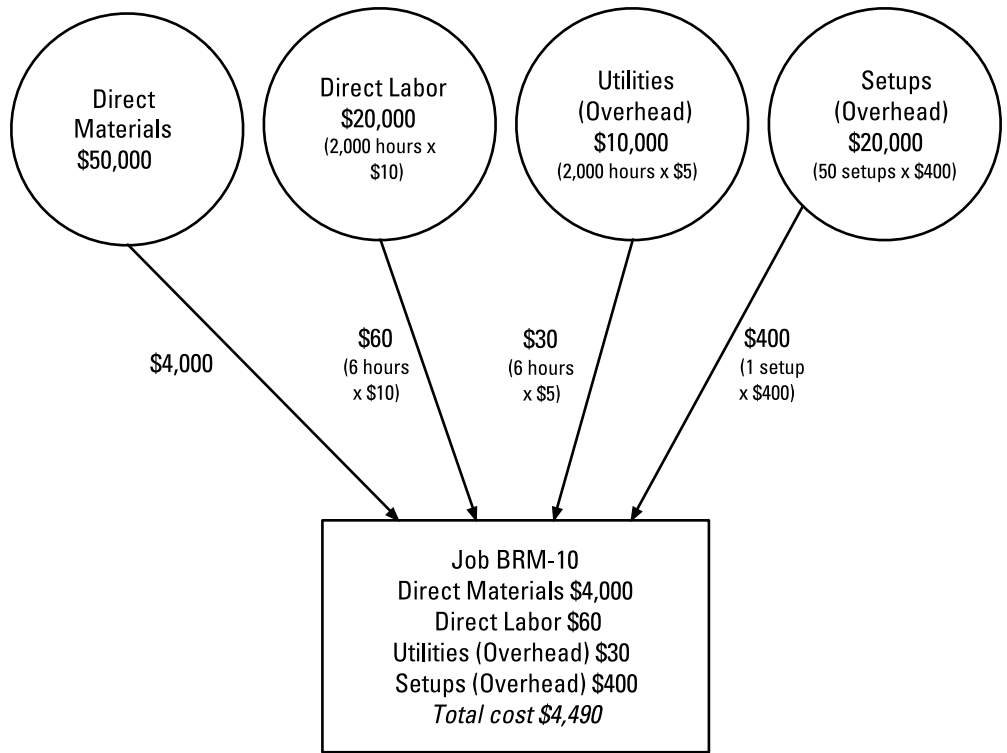 Direct
Materials
$50,000
Direct Labor
$20,000
(2,000 hours x
$10)
Utilities
(Overhead)
$10,000
(2,000 hours x $5)
Setups
(Overhead)
$20,000
(50 setups x $400)
$4,000
$60
(6 hours
x $10)
$30
(6 hours
x $5)
$400
(1 setup
x $400)
Job BRM-10
Direct Materials $4,000
Direct Labor $60
Utilities (Overhead) $30
Setups (Overhead) $400
Total cost $4,490